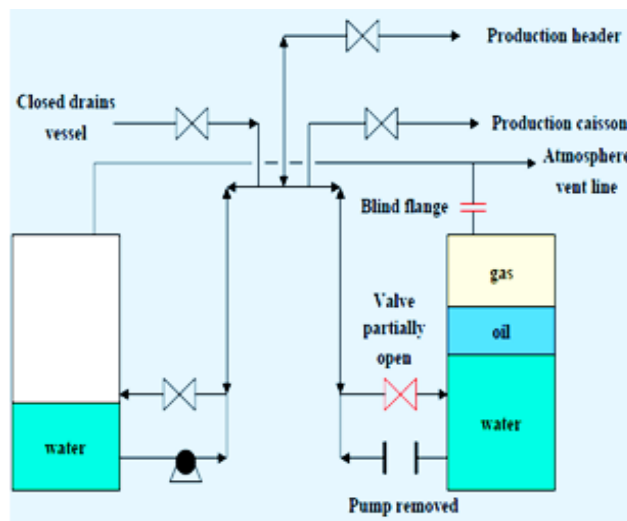 Production header
Closed drains
vessel
Production caisson
Atmosphere
vent line
Blind flange
gas
Valve
partially
open
oil
water
water
Pump removed